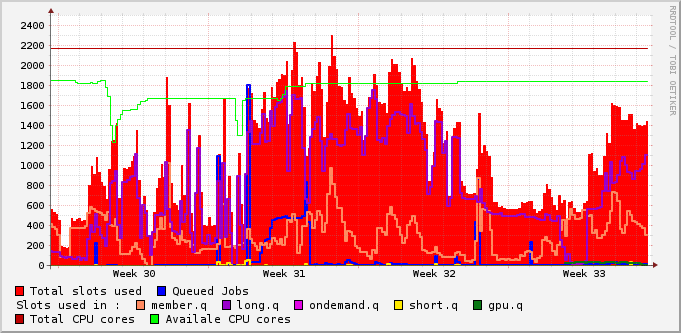 RRDTOOL / TOBI OETIKER
2400
2200
2000
1800
1600
1400
1200
1000
800
600
400
200
0
Week 30 Week 31 Week 32 Week 33
Total slots used Queued Jobs
Slots used in : member.q long.q ondemand.q short.q gpu.q
Total CPU cores Availale CPU cores